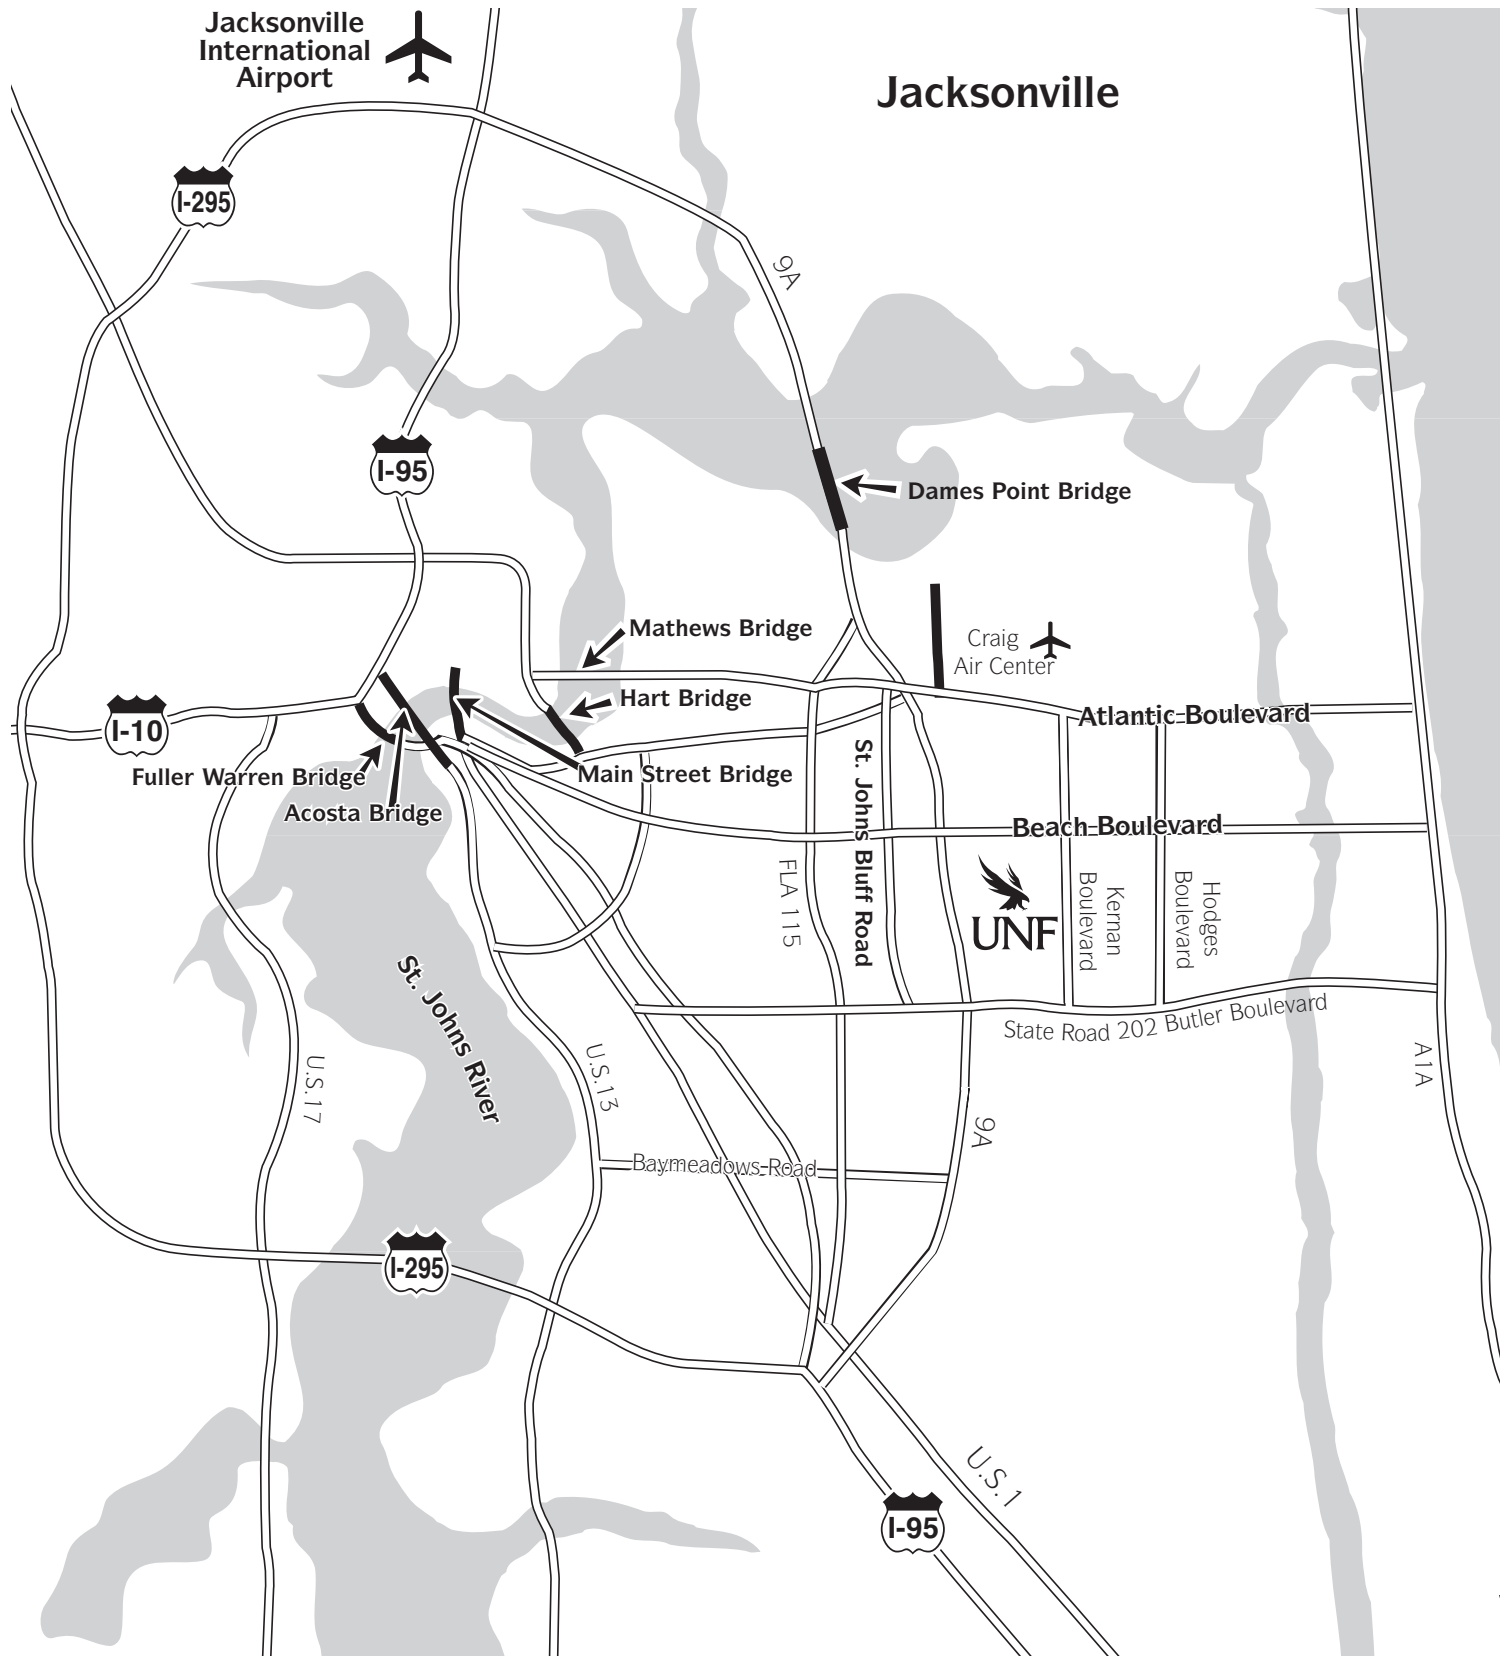 Jacksonville
International
Airport
Jacksonville
I-295
9A
I-95
Dames Point Bridge
Mathews Bridge
Craig
Air Center
Hart Bridge
I-10
Atlantic Boulevard
Fuller Warren Bridge
Main Street Bridge
Acosta Bridge
St. Johns Bluff Road
Beach Boulevard
FLA 115
UNF
Kernan
Boulevard
Hodges
Boulevard
St. Johns River
State Road 202 Butler Boulevard
U.S.17
U.S.13
A1A
9A
Baymeadows Road
I-295
U.S.1
I-95